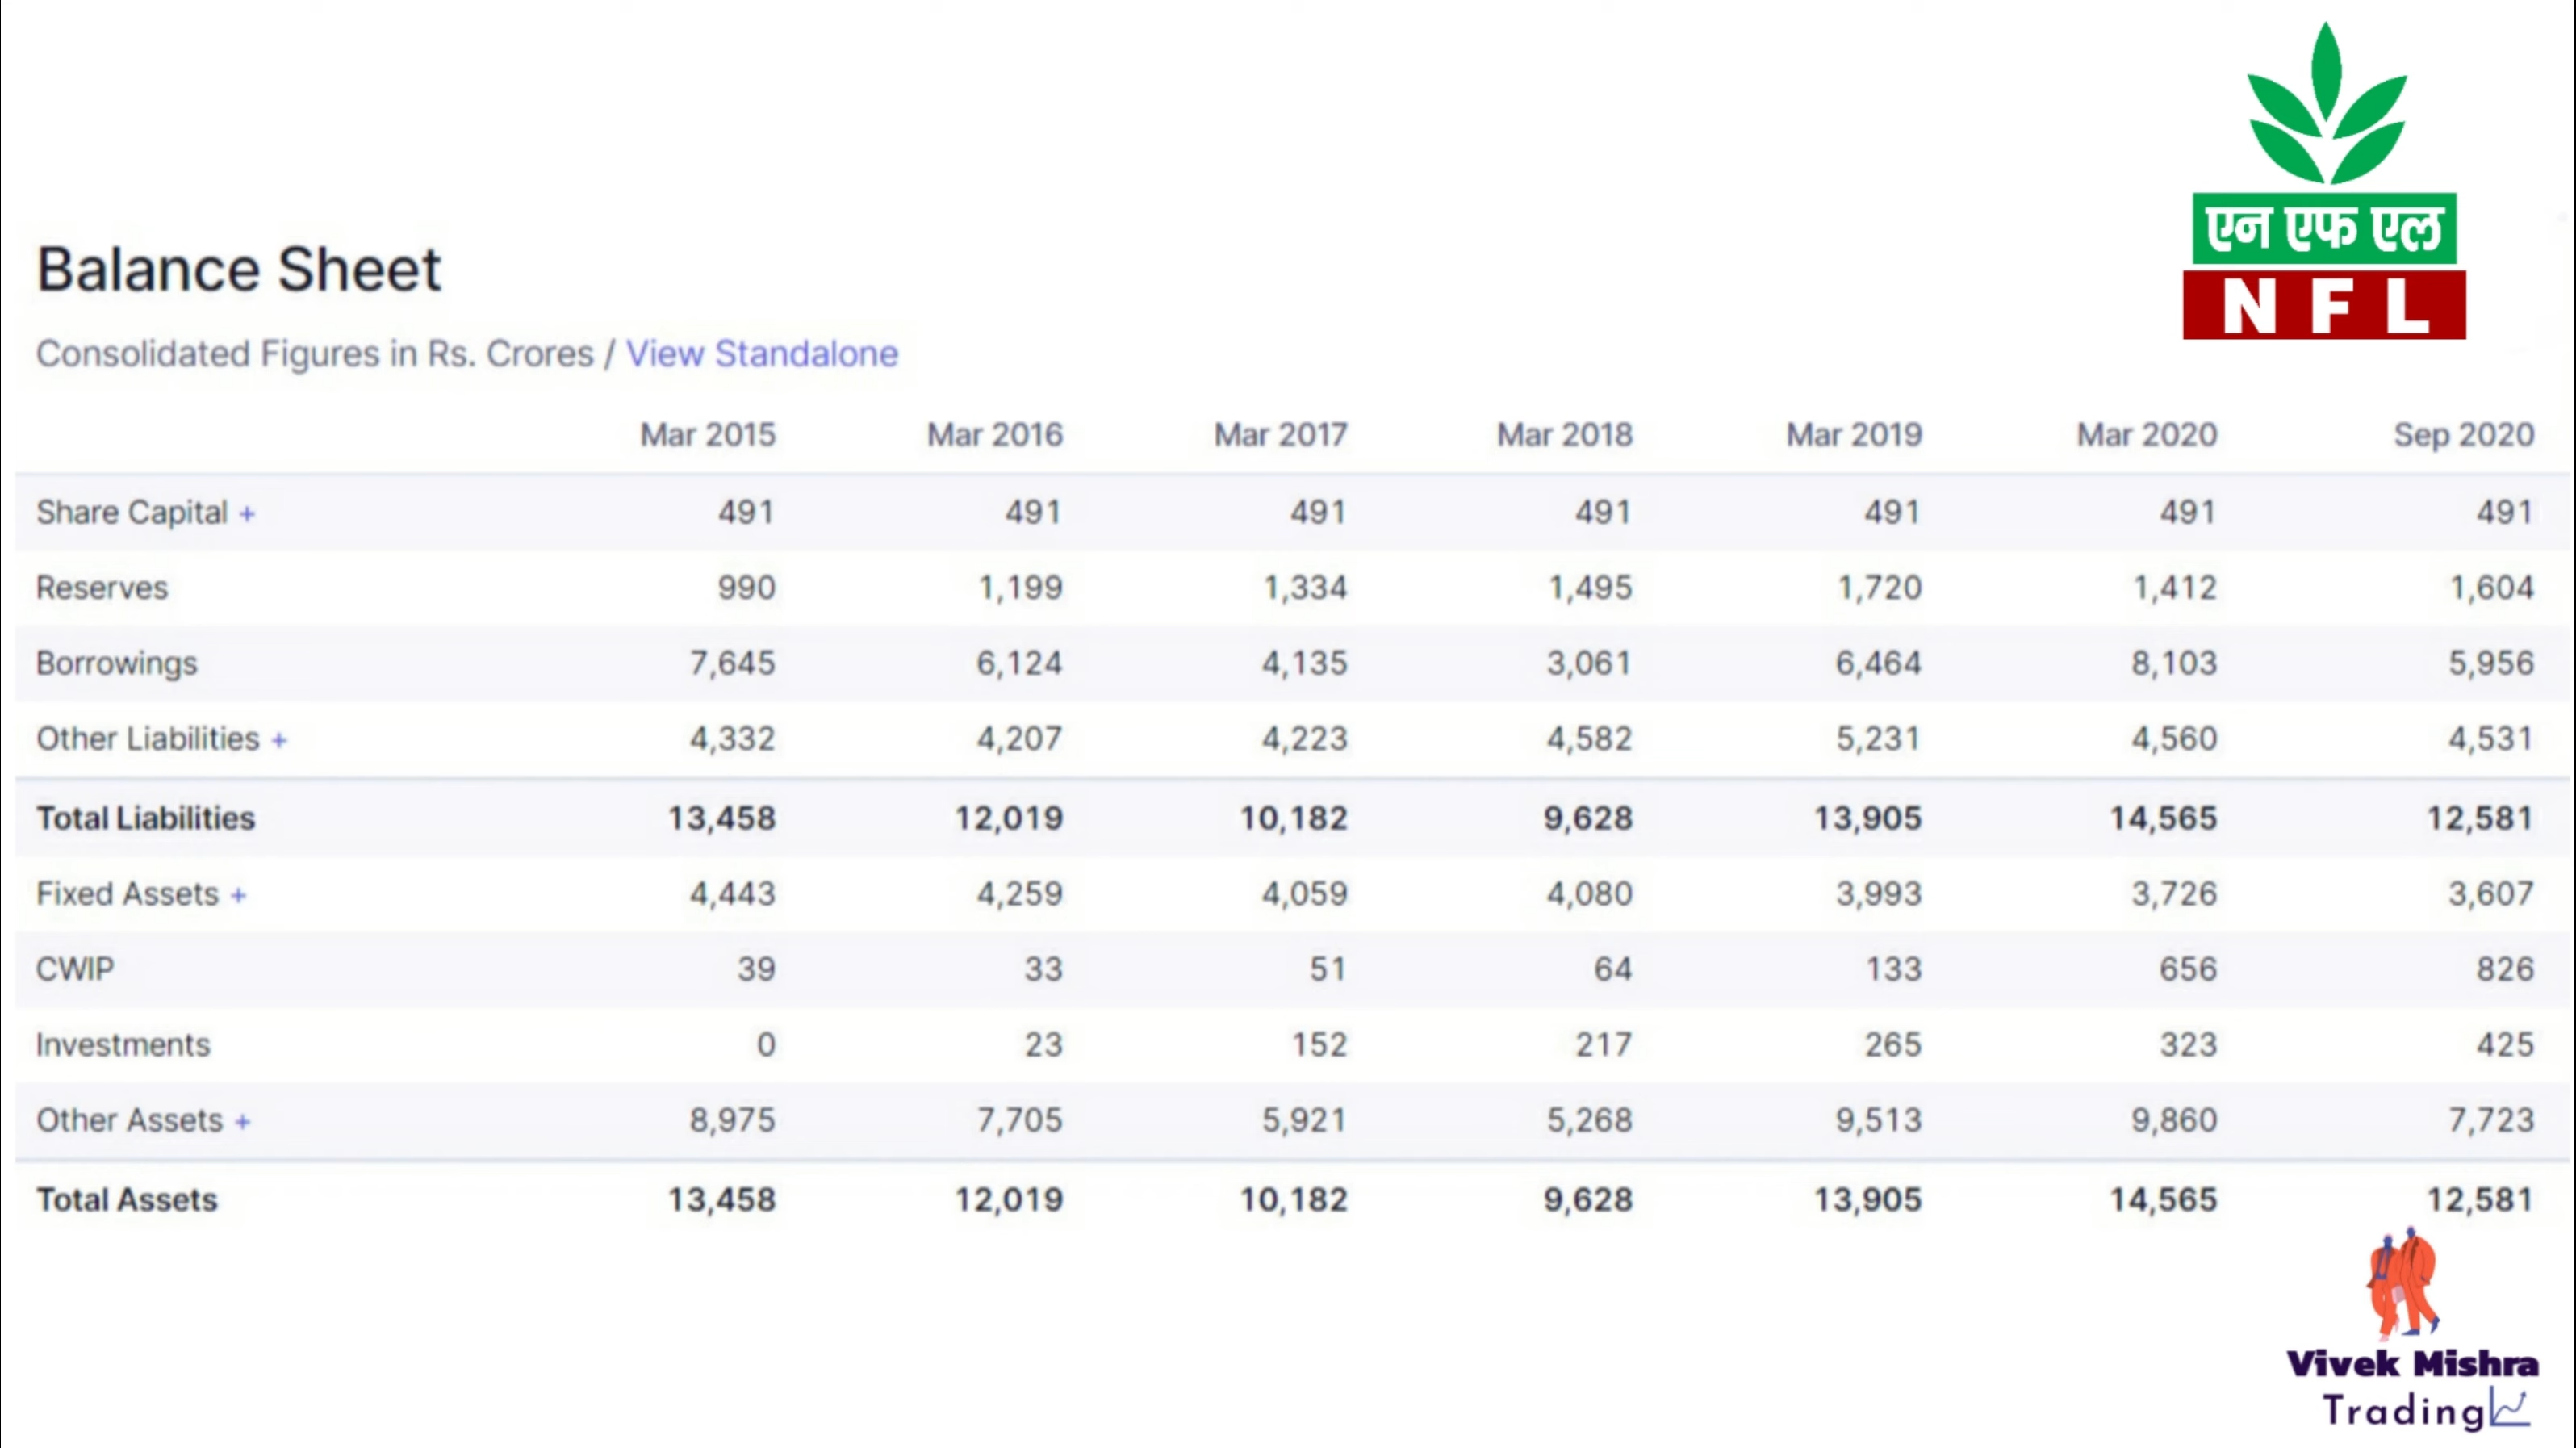 एन एफ एल
N F L
Balance Sheet
Consolidated Figures in Rs. Crores / View Standalone
Mar 2015 Mar 2016 Mar 2017 Mar 2018 Mar 2019 Mar 2020 Sep 2020
Share Capital + 491 491 491 491 491 491 491
Reserves 990 1,199 1,334 1,495 1,720 1,412 1,604
Borrowings 7,645 6,124 4,135 3,061 6,464 8,103 5,956
Other Liabilities + 4,332 4,207 4,223 4,582 5,231 4,560 4,531
Total Liabilities 13,458 12,019 10,182 9,628 13,905 14,565 12,581
Fixed Assets + 4,443 4,259 4,059 4,080 3,993 3,726 3,607
CWIP 39 33 51 64 133 656 826
Investments 0 23 152 217 265 323 425
Other Assets + 8,975 7,705 5,921 5,268 9,513 9,860 7,723
Total Assets 13,458 12,019 10,182 9,628 13,905 14,565 12,581
Vivek Mishra
Trading